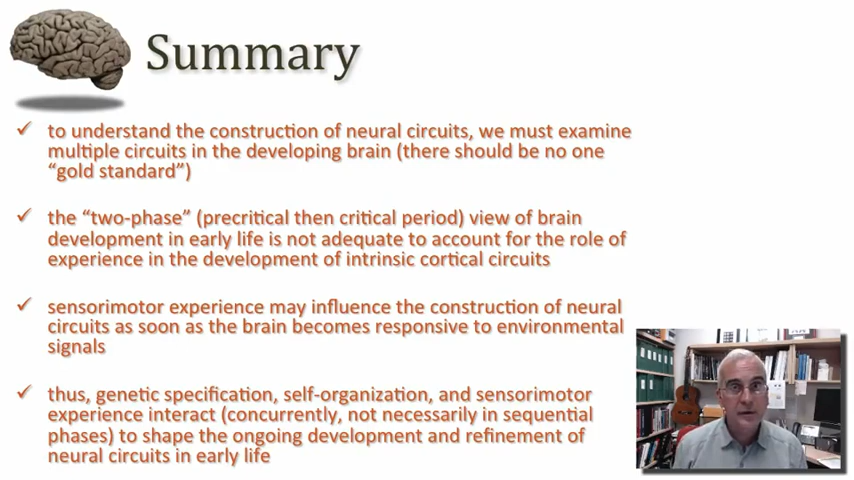 Summary
to understand the construction of neural circuits, we must examine
multiple circuits in the developing brain (there should be no one
“gold standard”)
the “two-phase” (precritical then critical period) view of brain
development in early life is not adequate to account for the role of
experience in the development of intrinsic cortical circuits
sensorimotor experience may influence the construction of neural
circuits as soon as the brain becomes responsive to environmental
signals
thus, genetic specification, self-organization, and sensorimotor
experience interact (concurrently, not necessarily in sequential
phases) to shape the ongoing development and refinement of
neural circuits in early life